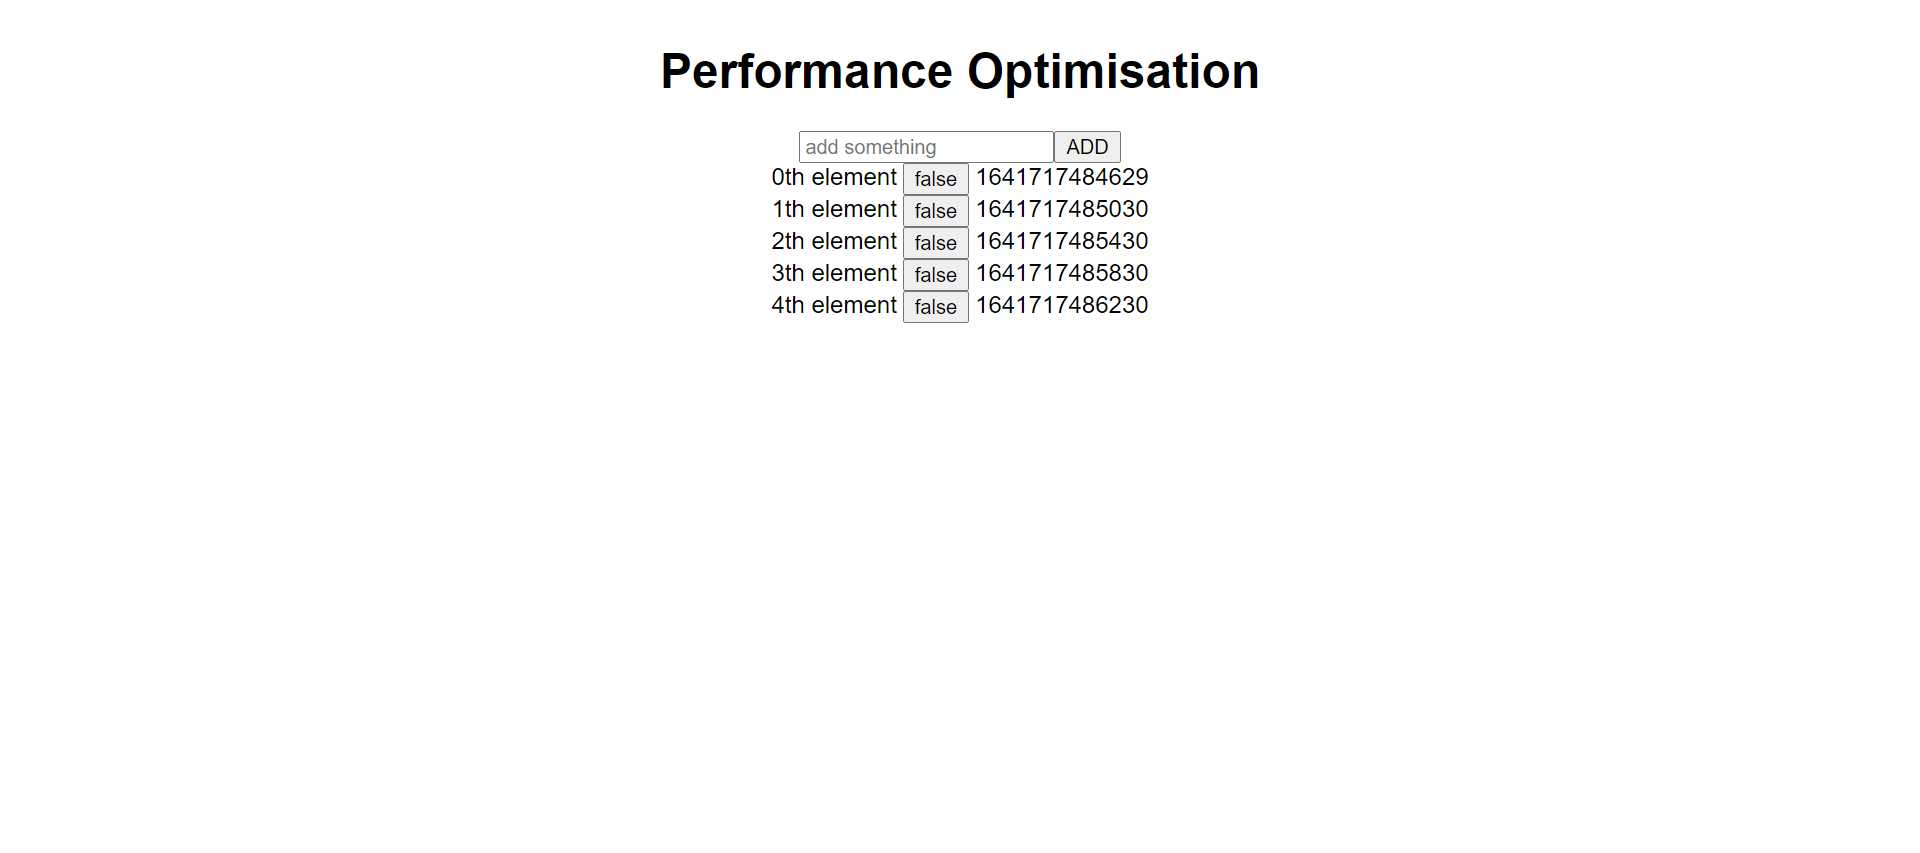 Performance Optimisation
add something ADD
0th element false 1641717484629
1th element false 1641717485030
2th element false 1641717485430
3th element false 1641717485830
4th element false 1641717486230